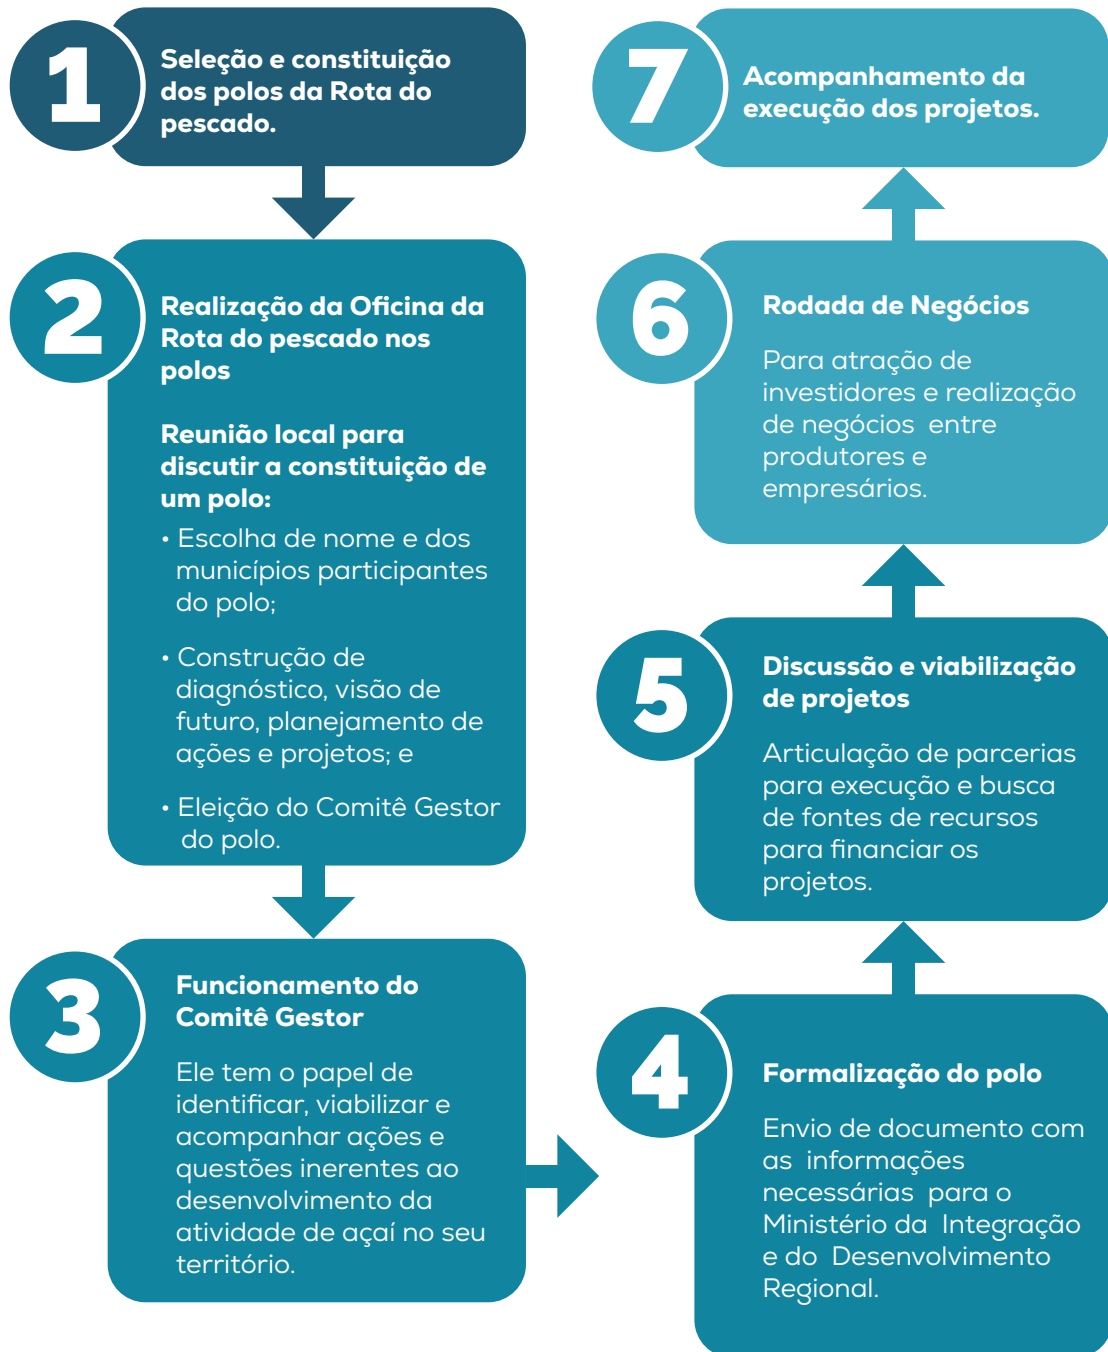 1
Seleção e constituição
dos polos da Rota do
pescado.
2
Realização da Oficina da
Rota do pescado nos
polos
Reunião local para
discutir a constituição de
um polo:
• Escolha de nome e dos
municípios participantes
do polo;
• Construção de
diagnóstico, visão de
futuro, planejamento de
ações e projetos; e
• Eleição do Comitê Gestor
do polo.
3
Funcionamento do
Comitê Gestor
Ele tem o papel de
identificar, viabilizar e
acompanhar ações e
questões inerentes ao
desenvolvimento da
atividade de açaí no seu
território.
4
Formalização do polo
Envio de documento com
as informações
necessárias para o
Ministério da Integração
e do Desenvolvimento
Regional.
5
Discussão e viabilização
de projetos
Articulação de parcerias
para execução e busca
de fontes de recursos
para financiar os
projetos.
6
Rodada de Negócios
Para atração de
investidores e realização
de negócios entre
produtores e
empresários.
7
Acompanhamento da
execução dos projetos.